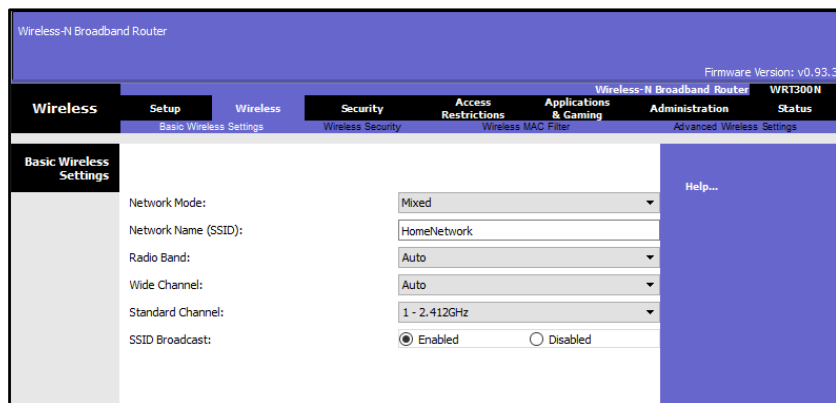 Wireless-N Broadband Router
Firmware Version: v0.93.3
Wireless-N Broadband Router WRT300N
Wireless Setup Wireless Security Access Restrictions Applications & Gaming Administration Status
Basic Wireless Settings Wireless Security Wireless MAC Filter Advanced Wireless Settings
Basic Wireless
Settings
Help...
Network Mode: Mixed
Network Name (SSID): HomeNetwork
Radio Band: Auto
Wide Channel: Auto
Standard Channel: 1 - 2.412GHz
SSID Broadcast: Enabled Disabled